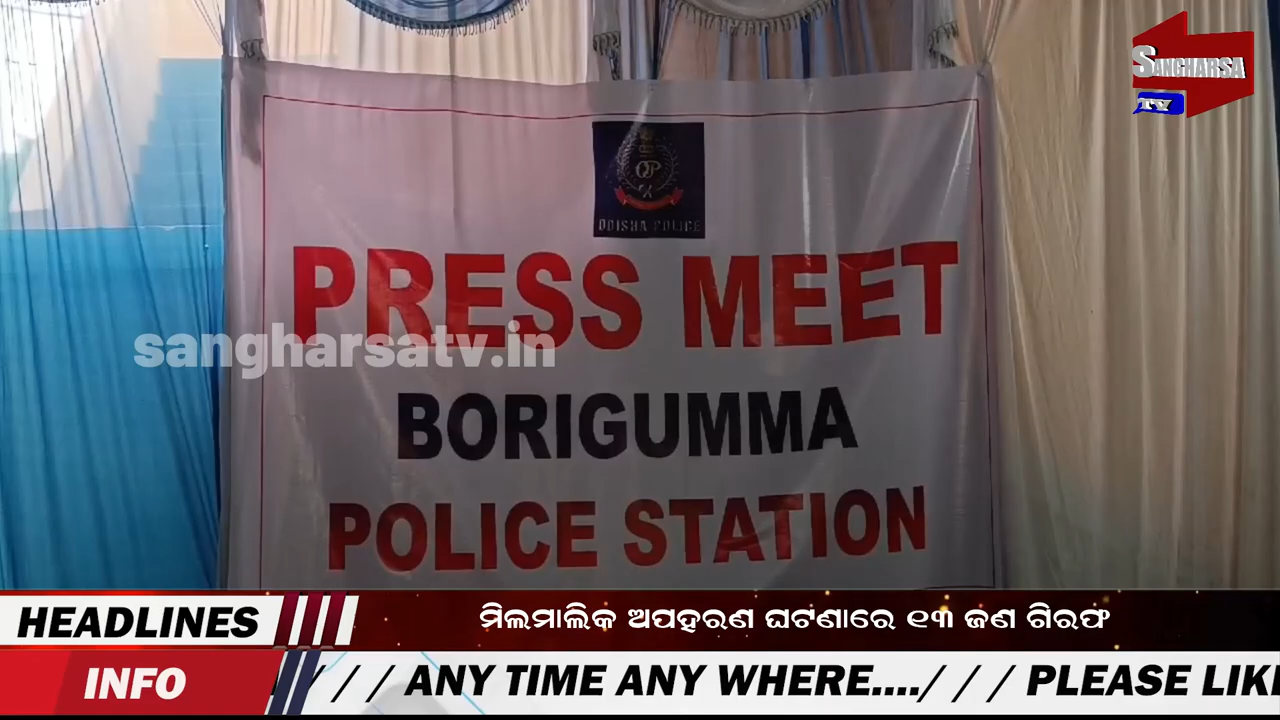 SANGHARSA
TV
ODISHA POLICE
PRESS MEET
sangharsatv.in
BORIGUMMA
POLICE STATION
HEADLINES
ମିଲମାଲିକ ଅପହରଣ ଘଟଣାରେ ୧୩ ଜଣ ଗିରଫ
INFO
/ / / ANY TIME ANY WHERE..../ / / PLEASE LIKE